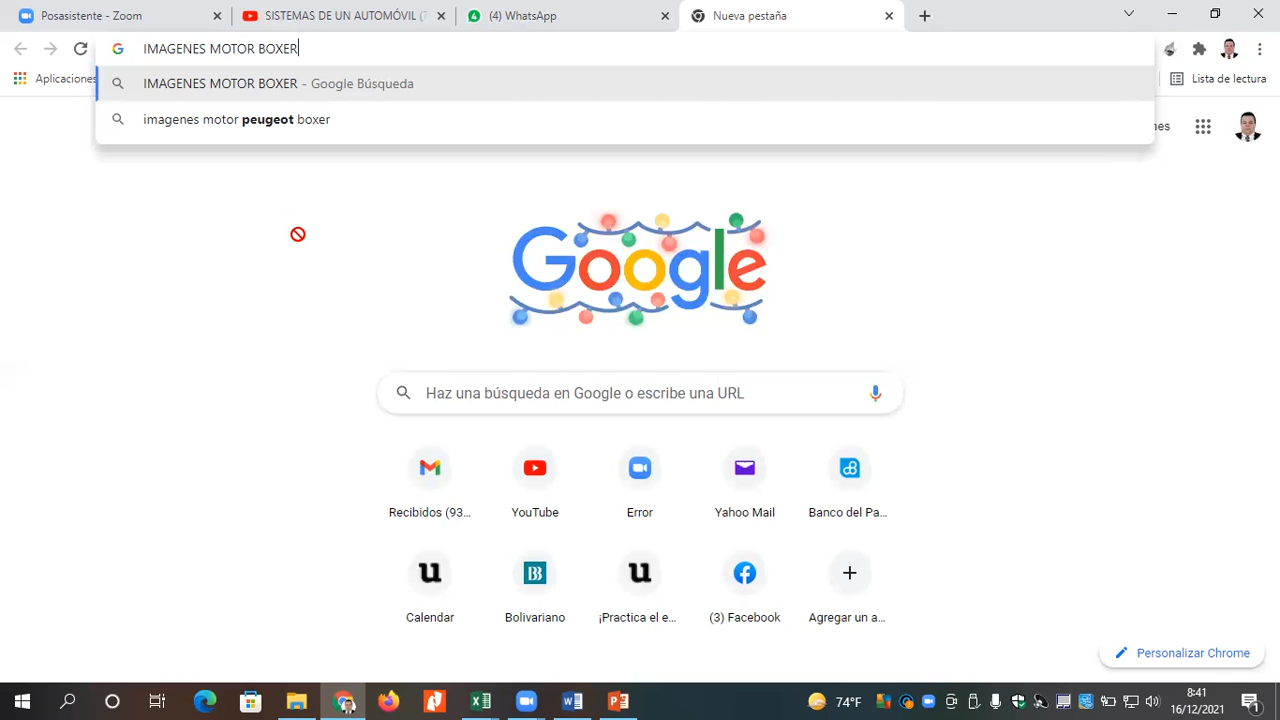 Posasistente - Zoom
SISTEMAS DE UN AUTOMÓVIL (T
(4) WhatsApp
Nueva pestaña
IMAGENES MOTOR BOXER
Aplicaciones
IMAGENES MOTOR BOXER - Google Búsqueda
Lista de lectura
imagenes motor peugeot boxer
nes
Google
Haz una búsqueda en Google o escribe una URL
Recibidos (93...
YouTube
Error
Yahoo Mail
Banco del Pa...
Calendar
Bolivariano
¡Practica el e...
(3) Facebook
Agregar un a...
Personalizar Chrome
74°F
8:41
16/12/2021